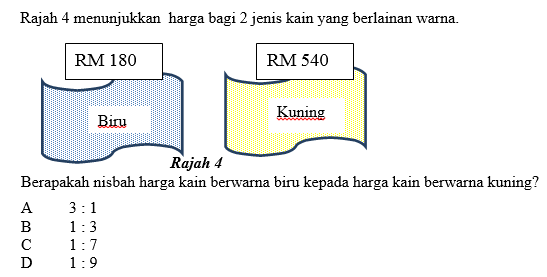 Rajah 4 menunjukkan harga bagi 2 jenis kain yang berlainan warna.
RM 180
RM 540
Biru
Kuning
Rajah 4
Berapakah nisbah harga kain berwarna biru kepada harga kain berwarna kuning?
A 3 : 1
B 1 : 3
C 1 : 7
D 1 : 9